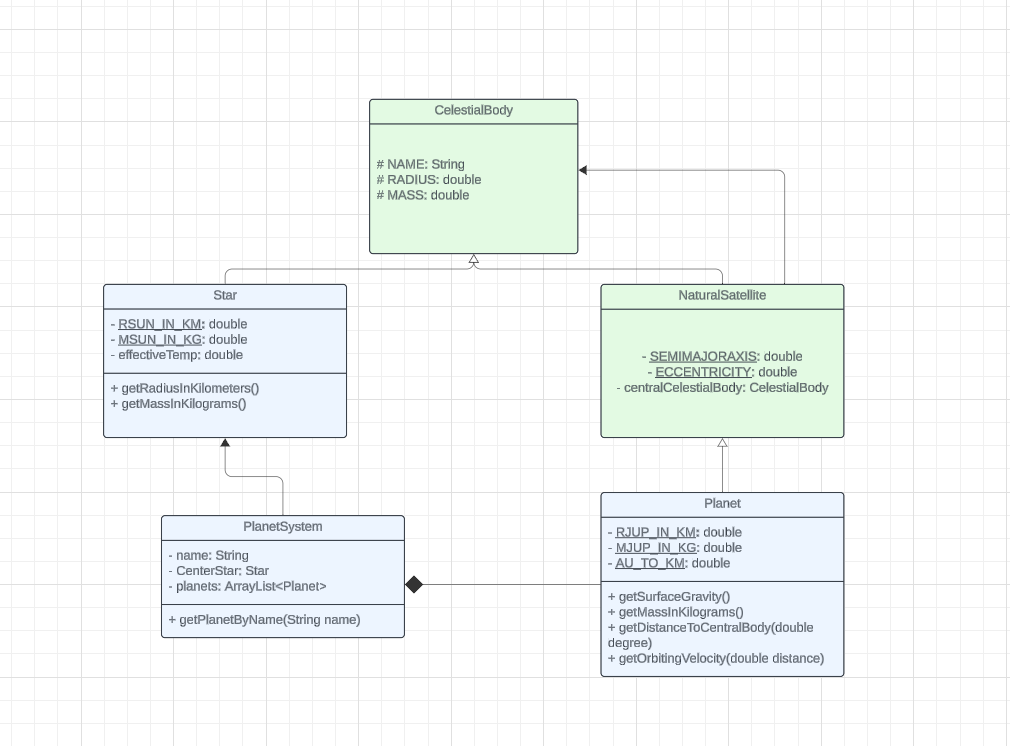 CelestialBody
# NAME: String
# RADIUS: double
# MASS: double
Star
- RSUN_IN_KM: double
- MSUN_IN_KG: double
- effectiveTemp: double
+ getRadiusInKilometers()
+ getMassInKilograms()
NaturalSatellite
- SEMIMAJORAXIS: double
- ECCENTRICITY: double
- centralCelestialBody: CelestialBody
PlanetSystem
- name: String
- CenterStar; Star
- planets: ArrayList<Planet>
+ getPlanetByName(String name)
Planet
- RJUP_IN_KM: double
- MJUP_IN_KG: double
- AU_TO_KM: double
+ getSurfaceGravity()
+ getMassInKilograms()
+ getDistanceToCentralBody(double
degree)
+ getOrbitingVelocity(double distance)